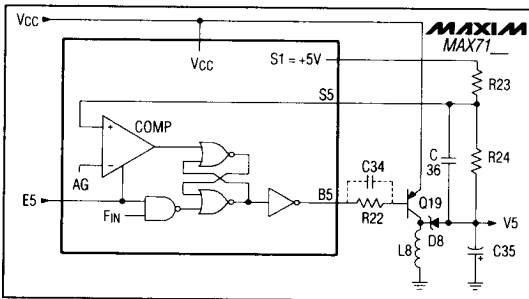 VCC
MAXIM
MAX71__
VCC
S1 = +5V
R23
S5
COMP
+
−
AG
C
36
R24
C34
E5
FIN
B5
R22
Q19
V5
L8
D8
C35
+